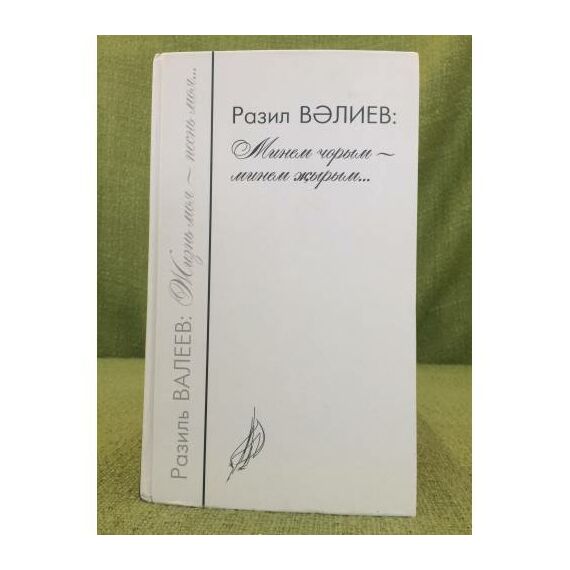 Разил ВӘЛИЕВ:
Минем чорым ~
минем җырым...
Разиль ВАЛЕЕВ: Жизнь моя ~ песнь моя...